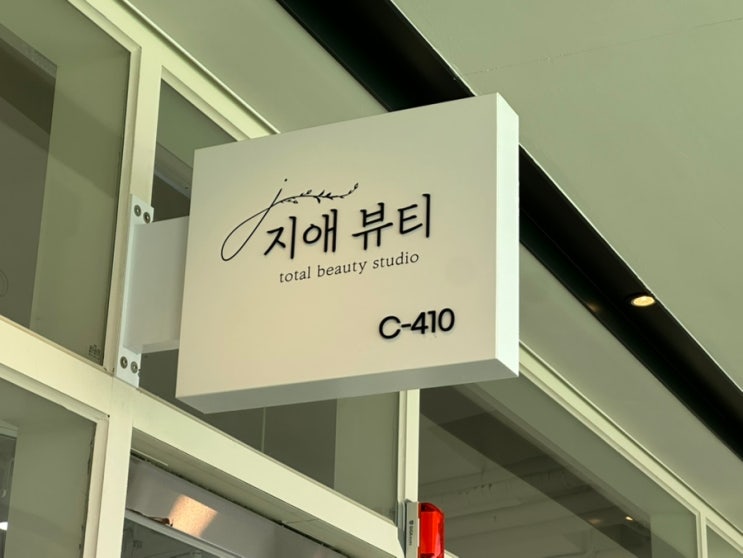 지애 뷰티
total beauty studio
C-410